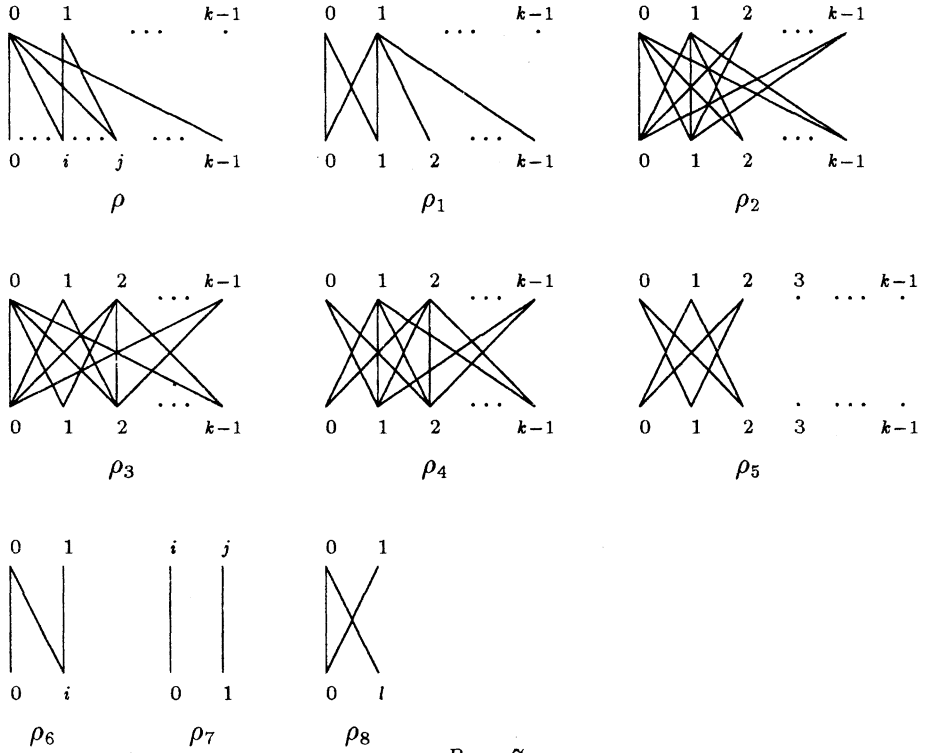 0 1 ... k−1 0 1 ... k−1 0 1 2 ... k−1
0 i j ... k−1 0 1 2 ... k−1 0 1 2 ... k−1
ρ ρ₁ ρ₂
0 1 2 ... k−1 0 1 2 ... k−1 0 1 2 3 ... k−1
0 1 2 ... k−1 0 1 2 ... k−1 0 1 2 3 ... k−1
ρ₃ ρ₄ ρ₅
0 1 i j 0 1
0 i 0 1 0 l
ρ₆ ρ₇ ρ₈